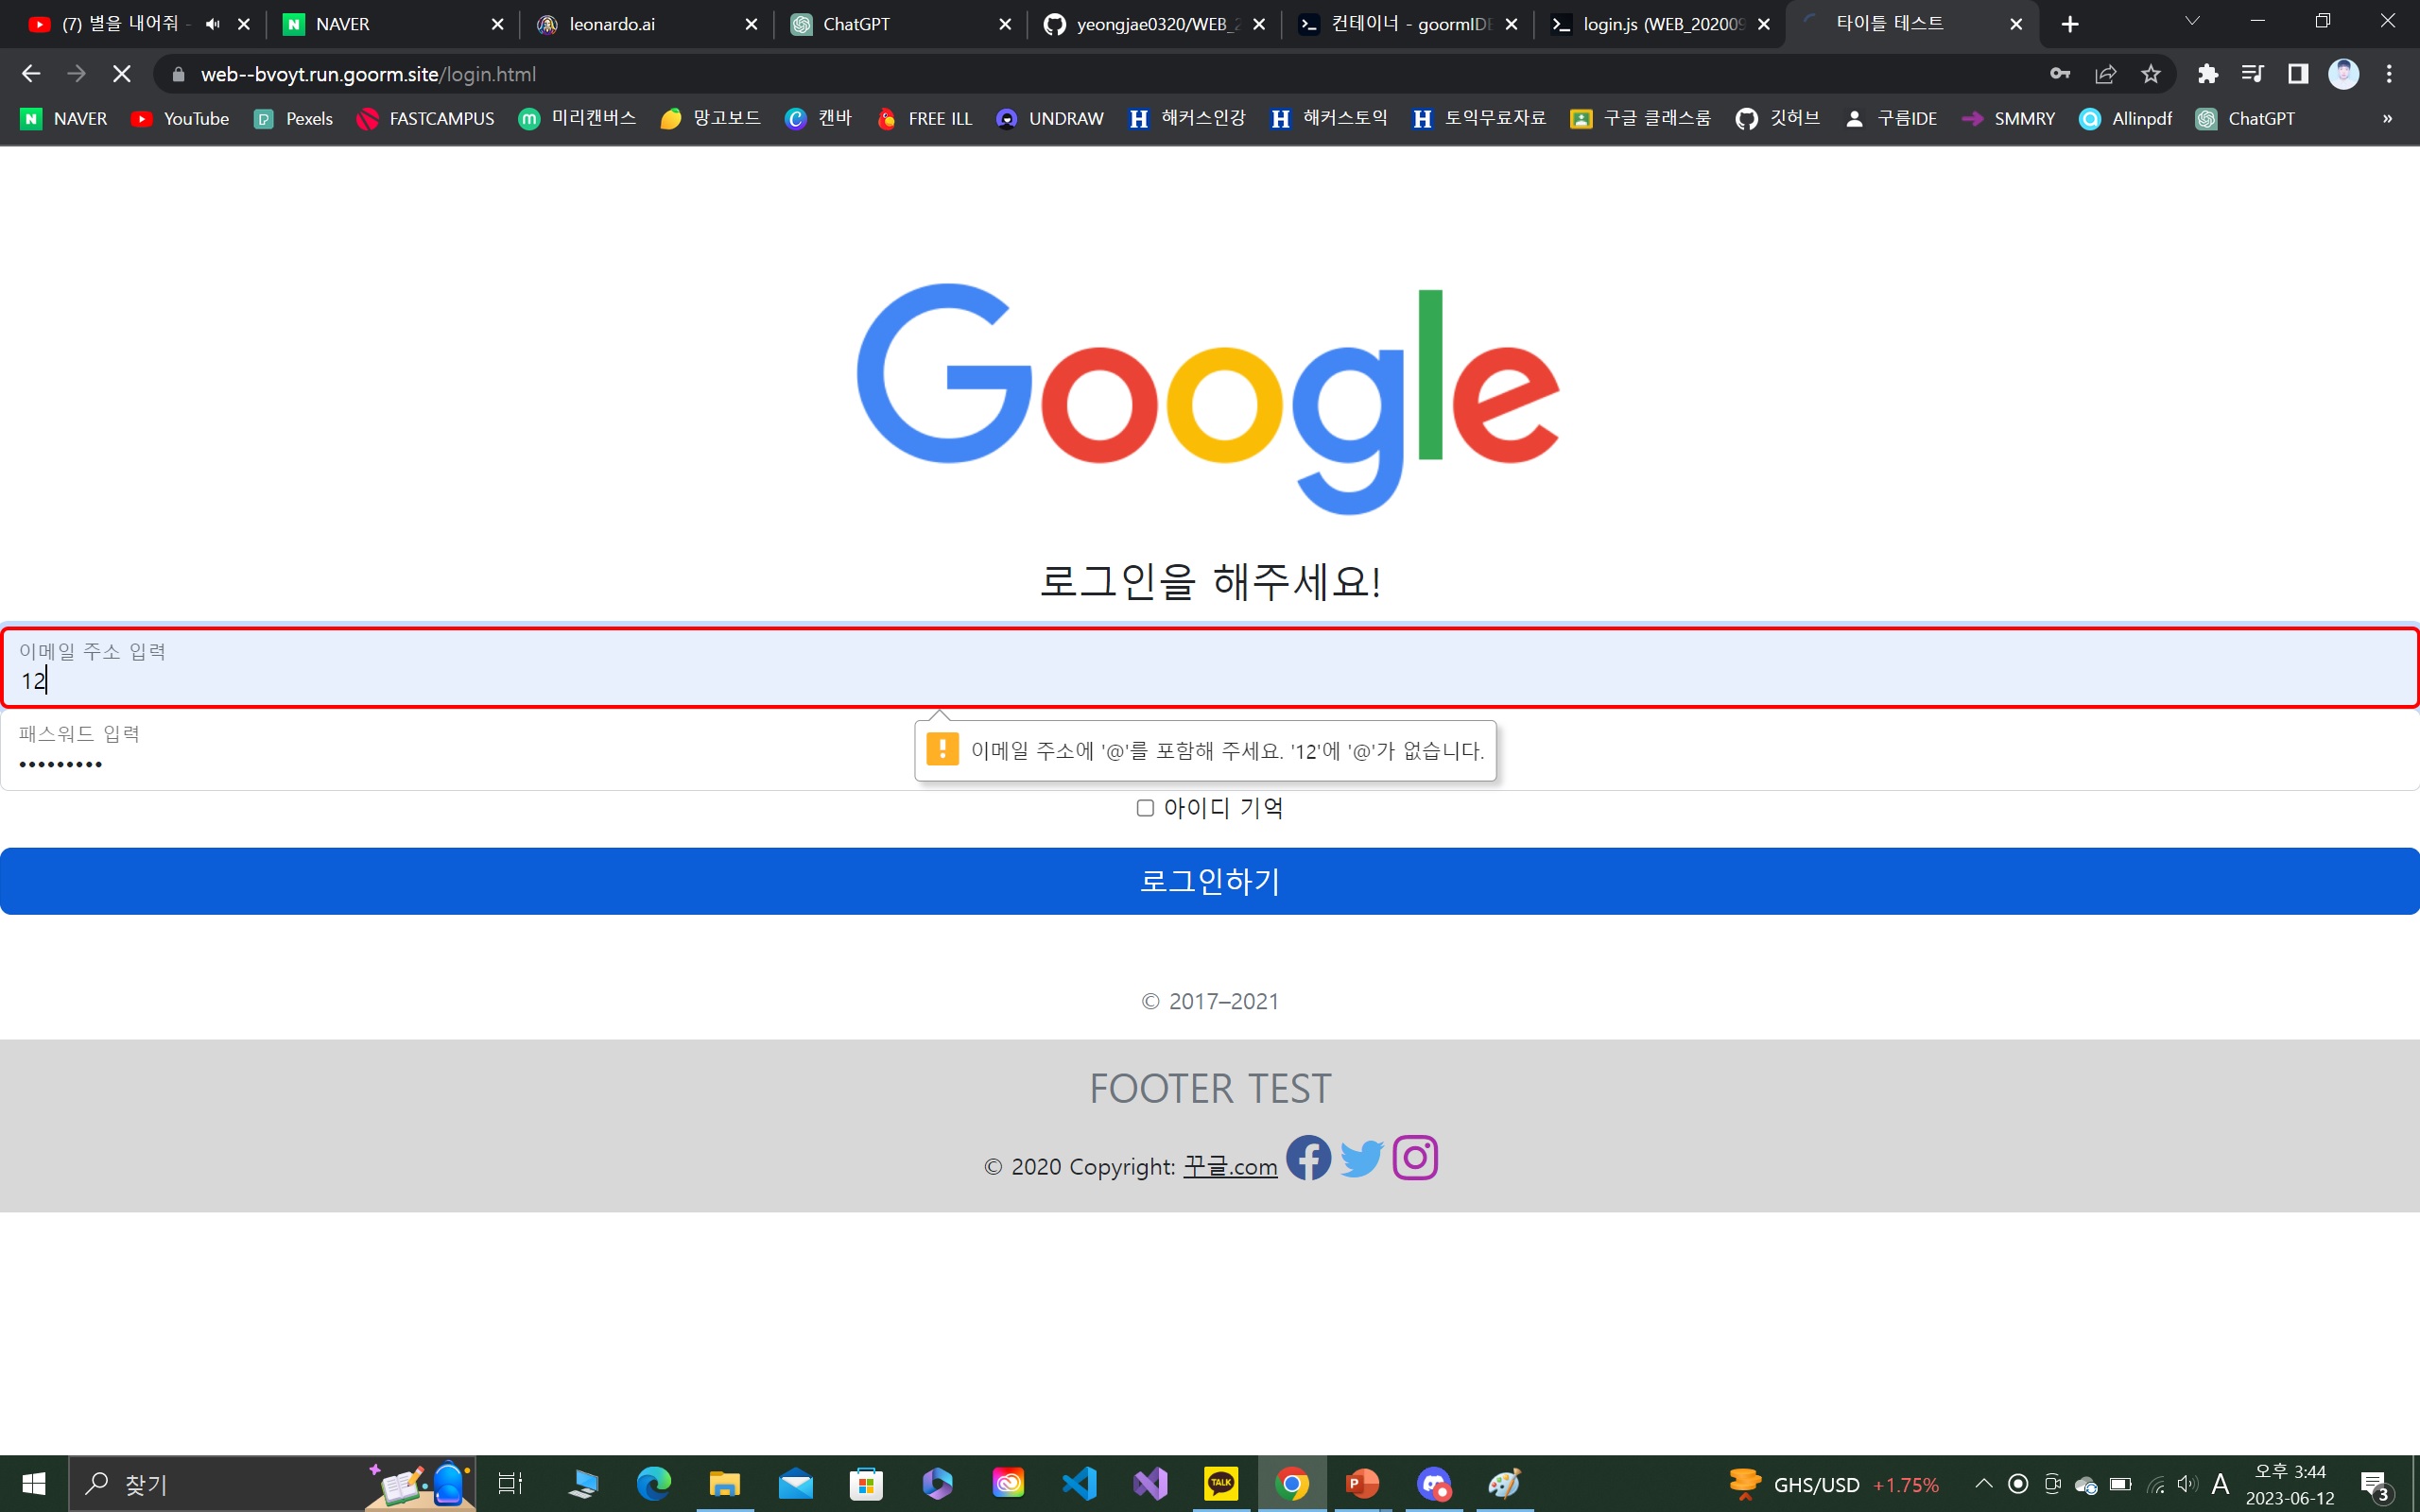 (7) 별을 내어줘 -
NAVER
leonardo.ai
ChatGPT
yeongjae0320/WEB_2
컨테이너 - goormIDE
login.js (WEB_202009
타이틀 테스트
web--bvoyt.run.goorm.site/login.html
NAVER YouTube Pexels FASTCAMPUS 미리캔버스 망고보드 캔바 FREE ILL UNDRAW 해커스인강 해커스토익 토익무료자료 구글 클래스룸 깃허브 구름IDE SMMRY Allinpdf ChatGPT »
Google
로그인을 해주세요!
이메일 주소 입력
12
패스워드 입력
•••••••••
이메일 주소에 '@'를 포함해 주세요. '12'에 '@'가 없습니다.
아이디 기억
로그인하기
© 2017–2021
FOOTER TEST
© 2020 Copyright: 꾸글.com
찾기
TALK
GHS/USD +1.75%
A
오후 3:44
2023-06-12
3